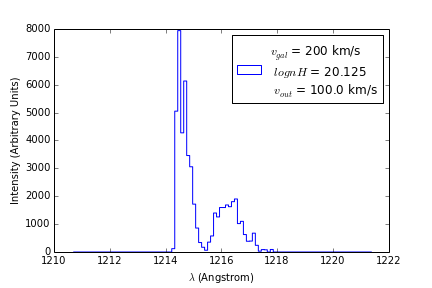 8000
7000
6000
5000
4000
3000
2000
1000
0
Intensity (Arbitrary Units)
v_gal = 200 km/s
lognH = 20.125
v_out = 100.0 km/s
1210 1212 1214 1216 1218 1220 1222
λ (Angstrom)